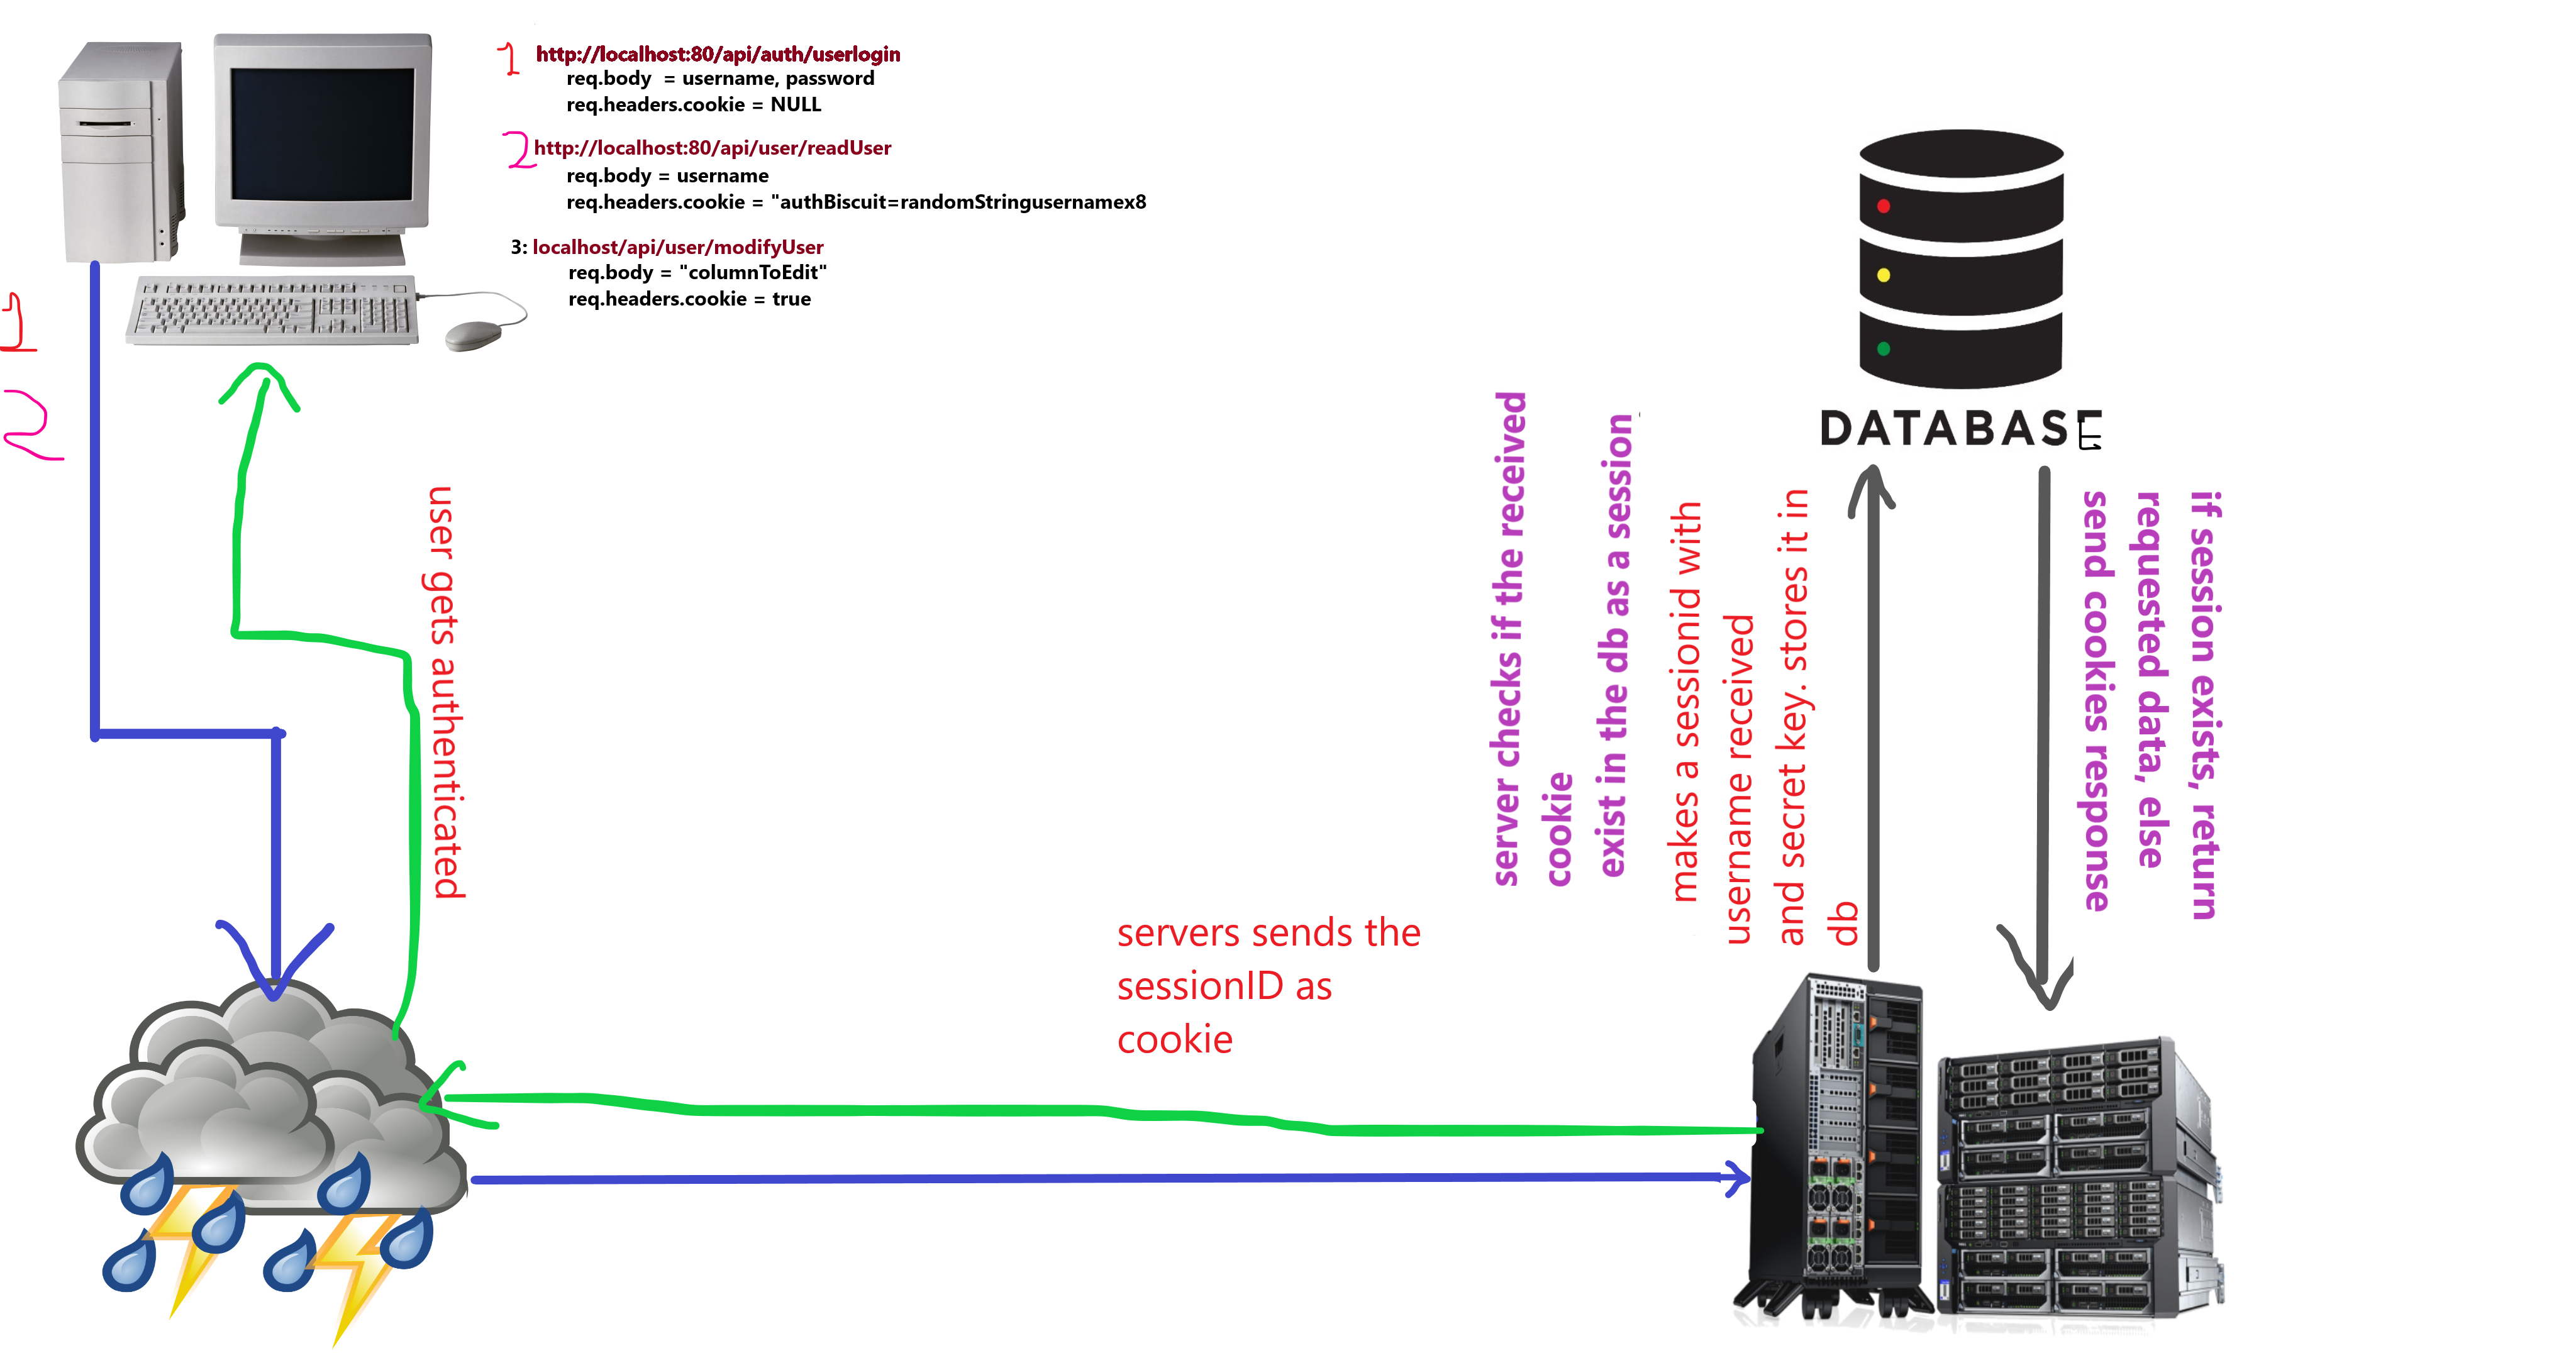 1 http://localhost:80/api/auth/userlogin
req.body = username, password
req.headers.cookie = NULL
2 http://localhost:80/api/user/readUser
req.body = username
req.headers.cookie = "authBiscuit=randomStringusernamex8
3: localhost/api/user/modifyUser
req.body = "columnToEdit"
req.headers.cookie = true
1
2
user gets authenticated
servers sends the
sessionID as
cookie
server checks if the received
cookie
exist in the db as a session
makes a sessionid with
username received
and secret key. stores it in
db
DATABASE
if session exists, return
requested data, else
send cookies response